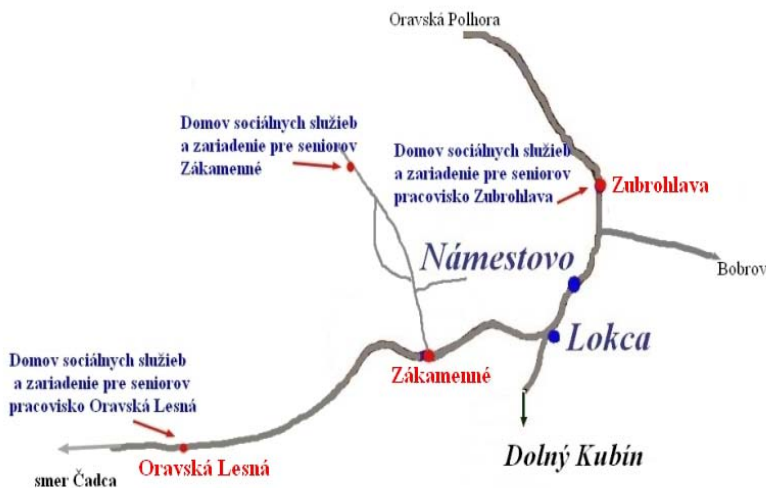 Oravská Polhora
Domov sociálnych služieb
a zariadenie pre seniorov
Zákamenné
Domov sociálnych služieb
a zariadenie pre seniorov
pracovisko Zubrohlava
Zubrohlava
Námestovo
Bobrov
Lokca
Domov sociálnych služieb
a zariadenie pre seniorov
pracovisko Oravská Lesná
Zákamenné
Dolný Kubín
Oravská Lesná
smer Čadca